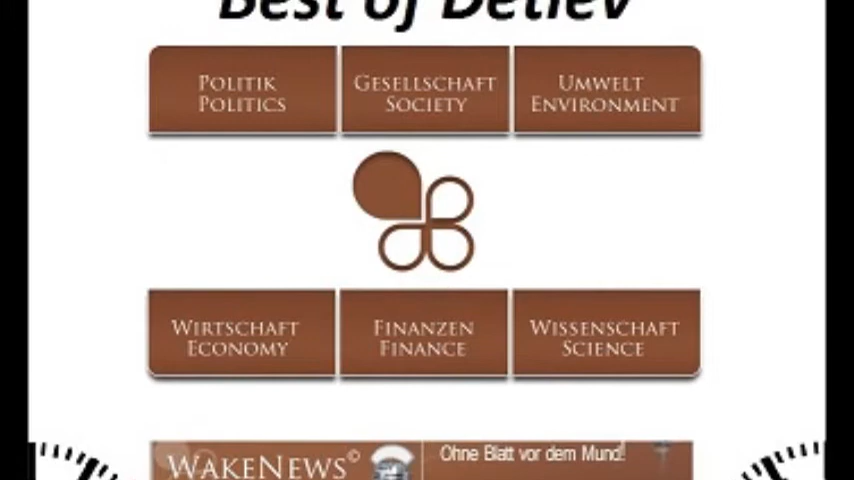 Best of Detlev
POLITIK
POLITICS
GESELLSCHAFT
SOCIETY
UMWELT
ENVIRONMENT
WIRTSCHAFT
ECONOMY
FINANZEN
FINANCE
WISSENSCHAFT
SCIENCE
WAKENEWS©
Ohne Blatt vor dem Mund!